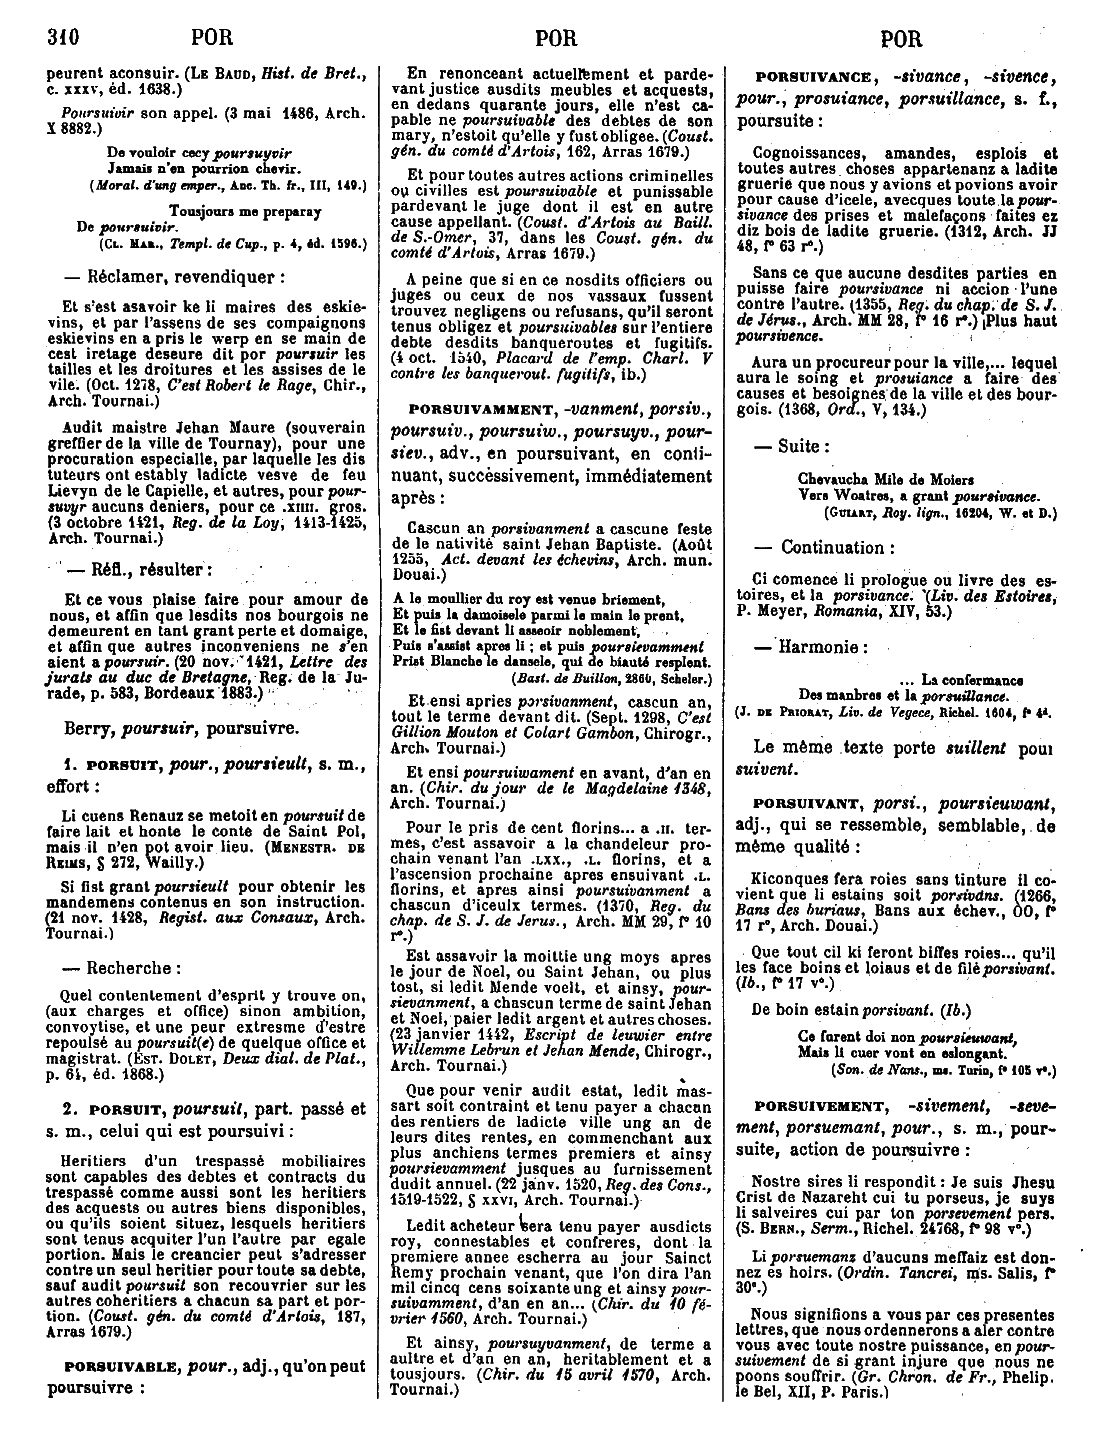 310 POR POR POR
peurent aconsuir. (LE BAUD, Hist. de Bret.,
c. XXXV, éd. 1638.)
Poursuivir son appel. (3 mai 1486, Arch.
X 8882.)
De vouloir cecy poursuyvir
Jamais n'en pourrion chevir.
(Moral. d'ung emper., Anc. Th. fr., III, 149.)
Tousjours me preparay
De poursuivir.
(CL. MAR., Templ. de Cup., p. 4, éd. 1596.)
— Réclamer, revendiquer :
Et s'est asavoir ke li maires des eskie-
vins, et par l'assens de ses compaignons
eskievins en a pris le werp en se main de
cest iretage deseure dit por poursuir les
tailles et les droitures et les assises de le
vile. (Oct. 1278, C'est Robert le Rage, Chir.,
Arch. Tournai.)
Audit maistre Jehan Maure (souverain
greffier de la ville de Tournay), pour une
procuration especialle, par laquelle les dis
tuteurs ont estably ladicte vesve de feu
Lievyn de le Capielle, et autres, pour pour-
suvyr aucuns deniers, pour ce .XIIII. gros.
(3 octobre 1421, Reg. de la Loy, 1413-1425,
Arch. Tournai.)
— Réfl., résulter :
Et ce vous plaise faire pour amour de
nous, et affin que lesdits nos bourgois ne
demeurent en tant grant perte et domaige,
et affin que autres inconveniens ne s'en
aient a poursuir. (20 nov. 1421, Lettre des
jurats au duc de Bretagne, Reg. de la Ju-
rade, p. 583, Bordeaux 1883.)
Berry, poursuir, poursuivre.
1. PORSUIT, pour., poursieult, s. m.,
effort :
Li cuens Renauz se metoit en poursuit de
faire lait et honte le conte de Saint Pol,
mais il n'en pot avoir lieu. (MENESTR. DE
REIMS, § 272, Wailly.)
Si fist grant poursieult pour obtenir les
mandemens contenus en son instruction.
(21 nov. 1428, Regist. aux Consaux, Arch.
Tournai.)
— Recherche :
Quel contentement d'esprit y trouve on,
(aux charges et office) sinon ambition,
convoytise, et une peur extresme d'estre
repoulsé au poursuit(e) de quelque office et
magistrat. (EST. DOLET, Deux dial. de Plat.,
p. 61, éd. 1868.)
2. PORSUIT, poursuit, part. passé et
s. m., celui qui est poursuivi :
Heritiers d'un trespassé mobiliaires
sont capables des debtes et contracts du
trespassé comme aussi sont les heritiers
des acquests ou autres biens disponibles,
ou qu'ils soient situez, lesquels heritiers
sont tenus acquiter l'un l'autre par egale
portion. Mais le creancier peut s'adresser
contre un seul heritier pour toute sa debte,
sauf audit poursuit son recouvrier sur les
autres coheritiers a chacun sa part et por-
tion. (Coust. gén. du comté d'Artois, 187,
Arras 1679.)
PORSUIVABLE, pour., adj., qu'on peut
poursuivre :
En renonceant actuellement et parde-
vant justice ausdits meubles et acquests,
en dedans quarante jours, elle n'est ca-
pable ne poursuivable des debtes de son
mary, n'estoit qu'elle y fust obligee. (Coust.
gén. du comté d'Artois, 162, Arras 1679.)
Et pour toutes autres actions criminelles
ou civilles est poursuivable et punissable
pardevant le juge dont il est en autre
cause appellant. (Coust. d'Artois au Baill.
de S.-Omer, 37, dans les Coust. gén. du
comté d'Artois, Arras 1679.)
A peine que si en ce nosdits officiers ou
juges ou ceux de nos vassaux fussent
trouvez negligens ou refusans, qu'il seront
tenus obligez et poursuivables sur l'entiere
debte desdits banqueroutes et fugitifs.
(4 oct. 1540, Placard de l'emp. Charl. V
contre les banquerout. fugitifs, ib.)
PORSUIVAMMENT, -vanment, porsiv.,
poursuiv., poursuiw., poursuyv., pour-
siev., adv., en poursuivant, en conti-
nuant, successivement, immédiatement
après :
Cascun an porsivanment a cascune feste
de le nativité saint Jehan Baptiste. (Août
1255, Act. devant les échevins, Arch. mun.
Douai.)
A le moullier du roy est venue briement,
Et puis la damoisele parmi le main le prent,
Et le fist devant li asseoir noblement,
Puis s'assist apres li ; et puis poursievamment
Prist Blanche le dansele, qui de biauté resplent.
(Bast. de Buillon, 2860, Scheler.)
Et ensi apries porsivanment, cascun an,
tout le terme devant dit. (Sept. 1298, C'est
Gillion Mouton et Colart Gambon, Chirogr.,
Arch. Tournai.)
Et ensi poursuiwament en avant, d'an en
an. (Chir. du jour de le Magdelaine 1348,
Arch. Tournai.)
Pour le pris de cent florins... a .II. ter-
mes, c'est assavoir a la chandeleur pro-
chain venant l'an .LXX., .L. florins, et a
l'ascension prochaine apres ensuivant .L.
florins, et apres ainsi poursuivanment a
chascun d'iceulx termes. (1370, Reg. du
chap. de S. J. de Jerus., Arch. MM 29, f° 10
r°.)
Est assavoir la moittie ung moys apres
le jour de Noel, ou Saint Jehan, ou plus
tost, si ledit Mende voelt, et ainsy, pour-
sievanment, a chascun terme de saint Jehan
et Noel, paier ledit argent et autres choses.
(23 janvier 1442, Escript de leuwier entre
Willemme Lebrun et Jehan Mende, Chirogr.,
Arch. Tournai.)
Que pour venir audit estat, ledit mas-
sart soit contraint et tenu payer a chacun
des rentiers de ladicte ville ung an de
leurs dites rentes, en commenchant aux
plus anchiens termes premiers et ainsy
poursievamment jusques au furnissement
dudit annuel. (22 janv. 1520, Reg. des Cons.,
1519-1522, § XXVI, Arch. Tournai.)
Ledit acheteur sera tenu payer ausdicts
roy, connestables et confreres, dont la
premiere annee escherra au jour Sainct
Remy prochain venant, que l'on dira l'an
mil cincq cens soixante ung et ainsy pour-
suivamment, d'an en an... (Chir. du 10 fé-
vrier 1560, Arch. Tournai.)
Et ainsy, poursuyvanment, de terme a
aultre et d'an en an, heritablement et a
tousjours. (Chir. du 15 avril 1570, Arch.
Tournai.)
PORSUIVANCE, -sivance, -sivence,
pour., prosuiance, porsuillance, s. f.,
poursuite :
Cognoissances, amandes, esplois et
toutes autres choses appartenanz a ladite
gruerie que nous y avions et povions avoir
pour cause d'icele, avecques toute la pour-
sivance des prises et malefaçons faites ez
diz bois de ladite gruerie. (1312, Arch. JJ
48, f° 63 r°.)
Sans ce que aucune desdites parties en
puisse faire poursivance ni accion l'une
contre l'autre. (1355, Reg. du chap. de S. J.
de Jérus., Arch. MM 28, f° 16 r°.) Plus haut
poursivence.
Aura un procureur pour la ville,... lequel
aura le soing et prosuiance a faire des
causes et besoignes de la ville et des bour-
gois. (1368, Ord., V, 134.)
— Suite :
Chevaucha Mile de Moiers
Vers Woatres, a grant poursivance.
(GUIART, Roy. lign., 16204, W. et D.)
— Continuation :
Ci comence li prologue ou livre des es-
toires, et la porsivance. (Liv. des Estoires,
P. Meyer, Romania, XIV, 53.)
— Harmonie :
... La confermance
Des manbres et la porsuillance.
(J. DE PRIORAT, Liv. de Vegece, Richel. 1604, f° 4d.
Le même texte porte suillent pour
suivent.
PORSUIVANT, porsi., poursieuwant,
adj., qui se ressemble, semblable, de
même qualité :
Kiconques fera roies sans tinture il co-
vient que li estains soit porsivans. (1266,
Bans des buriaus, Bans aux échev., OO, f°
17 r°, Arch. Douai.)
Que tout cil ki feront biffes roies... qu'il
les face boins et loiaus et de filé porsivant.
(Ib., f° 17 v°.)
De boin estain porsivant. (Ib.)
Ce furent doi non poursieuwant,
Mais li cuer vont en eslongant.
(Son. de Nans., ms. Turin, f° 105 v°.)
PORSUIVEMENT, -sivement, -seve-
ment, porsuemant, pour., s. m., pour-
suite, action de poursuivre :
Nostre sires li respondit : Je suis Jhesu
Crist de Nazareht cui tu porseus, je suys
li salveires cui par ton porsevement pers.
(S. BERN., Serm., Richel. 24768, f° 98 v°.)
Li porsuemanz d'aucuns meffaiz est don-
nez es hoirs. (Ordin. Tancrei, ms. Salis, f°
30ª.)
Nous signifions a vous par ces presentes
lettres, que nous ordennerons a aler contre
vous avec toute nostre puissance, en pour-
suivement de si grant injure que nous ne
poons souffrir. (Gr. Chron. de Fr., Phelip.
le Bel, XII, P. Paris.)